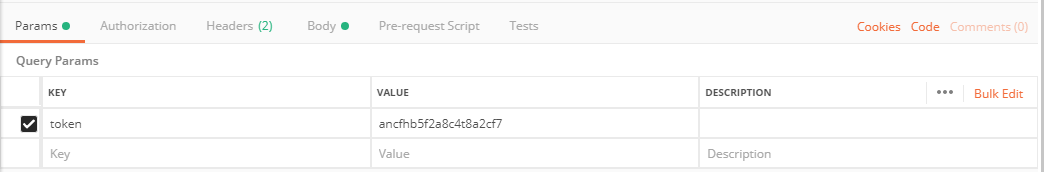 Params Authorization Headers (2) Body Pre-request Script Tests Cookies Code Comments (0)
Query Params
KEY VALUE DESCRIPTION ••• Bulk Edit
token ancfhb5f2a8c4t8a2cf7
Key Value Description